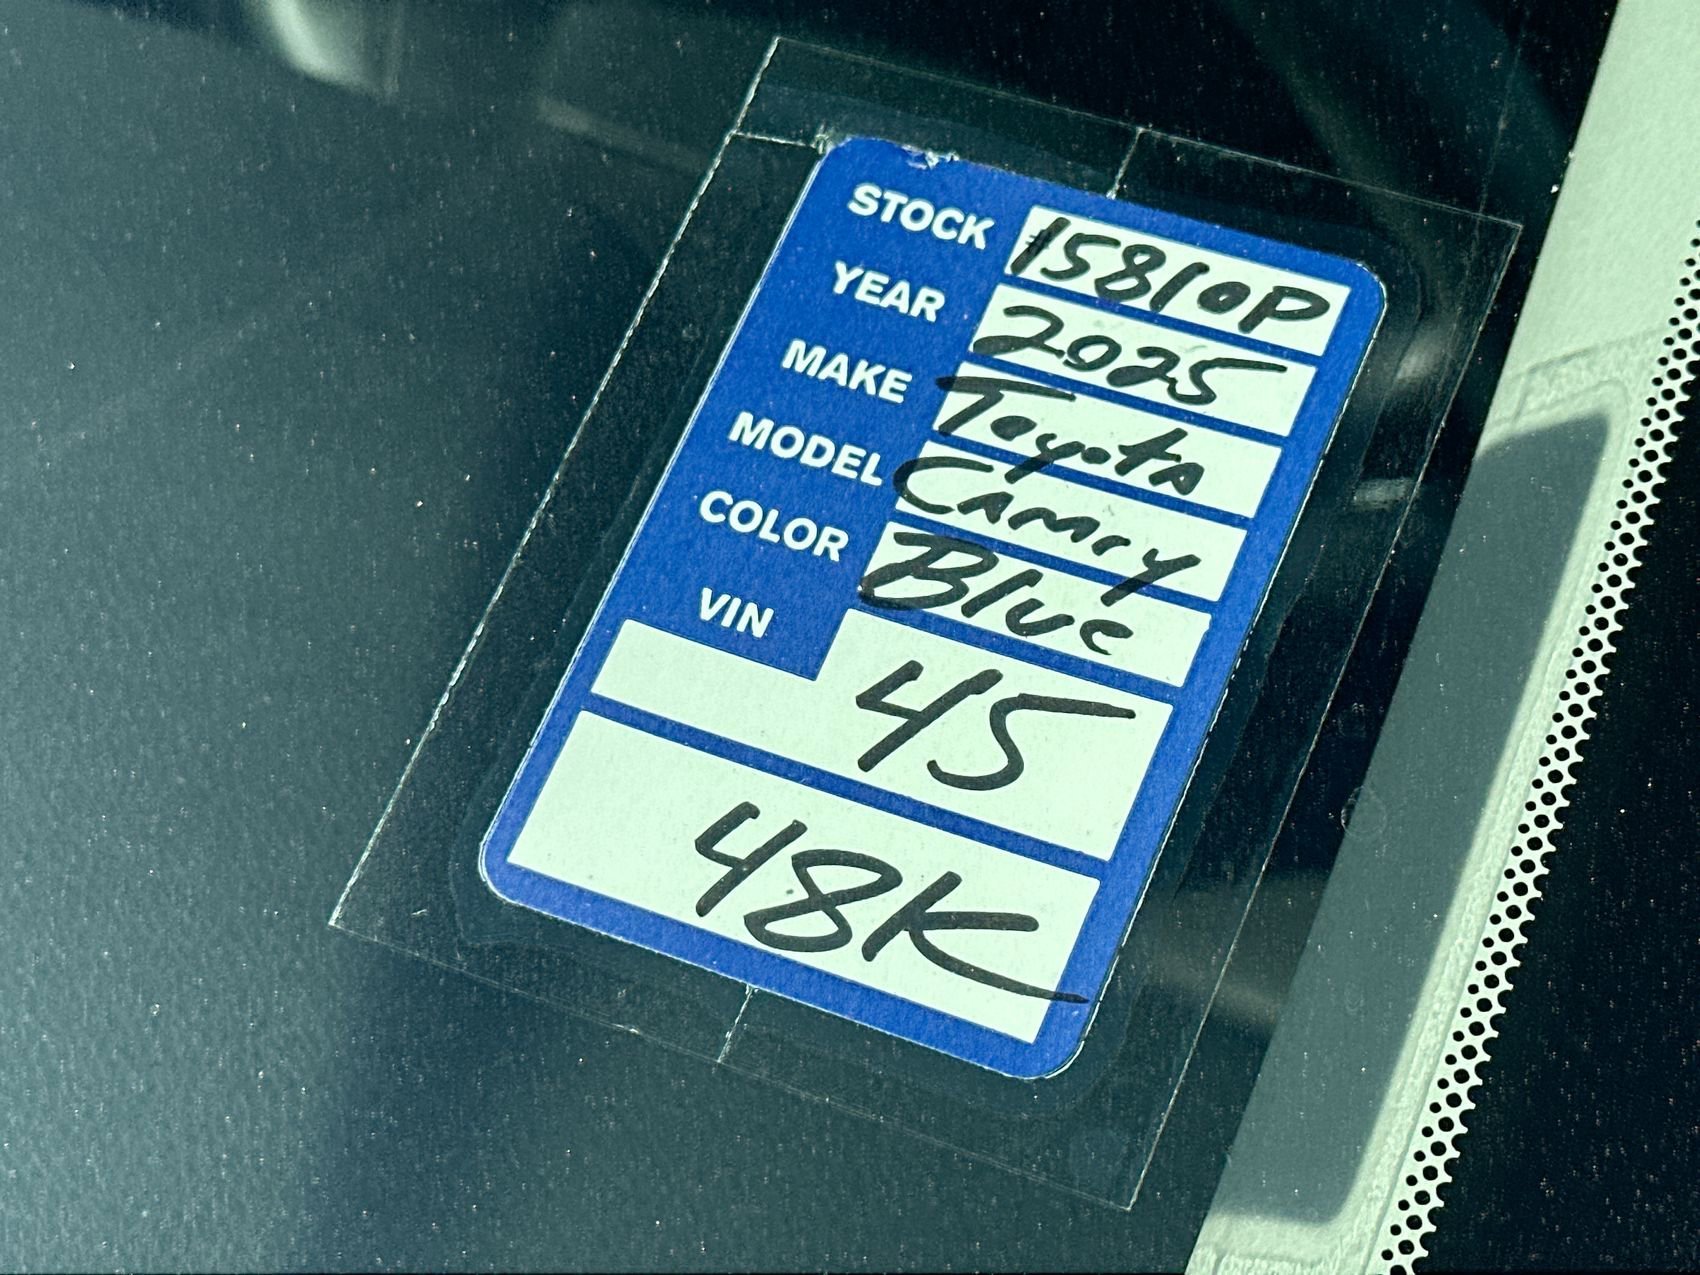 STOCK 15810P
YEAR 2025
MAKE Toyota
MODEL Camry
COLOR Blue
VIN 45
48K